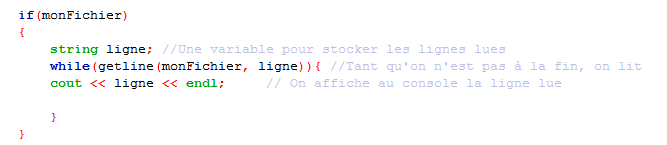 if(monFichier)
{
string ligne; //Une variable pour stocker les lignes lues
while(getline(monFichier, ligne)){ //Tant qu'on n'est pas à la fin, on lit
cout << ligne << endl; // On affiche au console la ligne lue
}
}